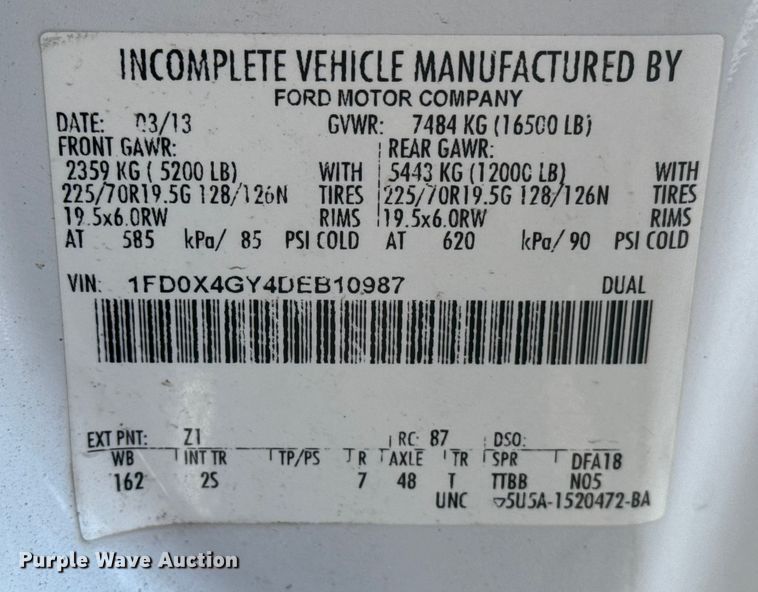 INCOMPLETE VEHICLE MANUFACTURED BY
FORD MOTOR COMPANY
DATE: 03/13 GVWR: 7484 KG (16500 LB)
FRONT GAWR: REAR GAWR:
2359 KG ( 5200 LB) WITH 5443 KG (12000 LB) WITH
225/70R19.5G 128/126N TIRES 225/70R19.5G 128/126N TIRES
19.5x6.0RW RIMS 19.5x6.0RW RIMS
AT 585 kPa/ 85 PSI COLD AT 620 kPa/ 90 PSI COLD
VIN: 1FD0X4GY4DEB10987 DUAL
EXT PNT: Z1 RC: 87 DSO:
WB INT TR TP/PS R AXLE TR SPR DFA18
162 2S 7 48 T TTBB N05
UNC 5U5A-1520472-BA
Purple Wave Auction